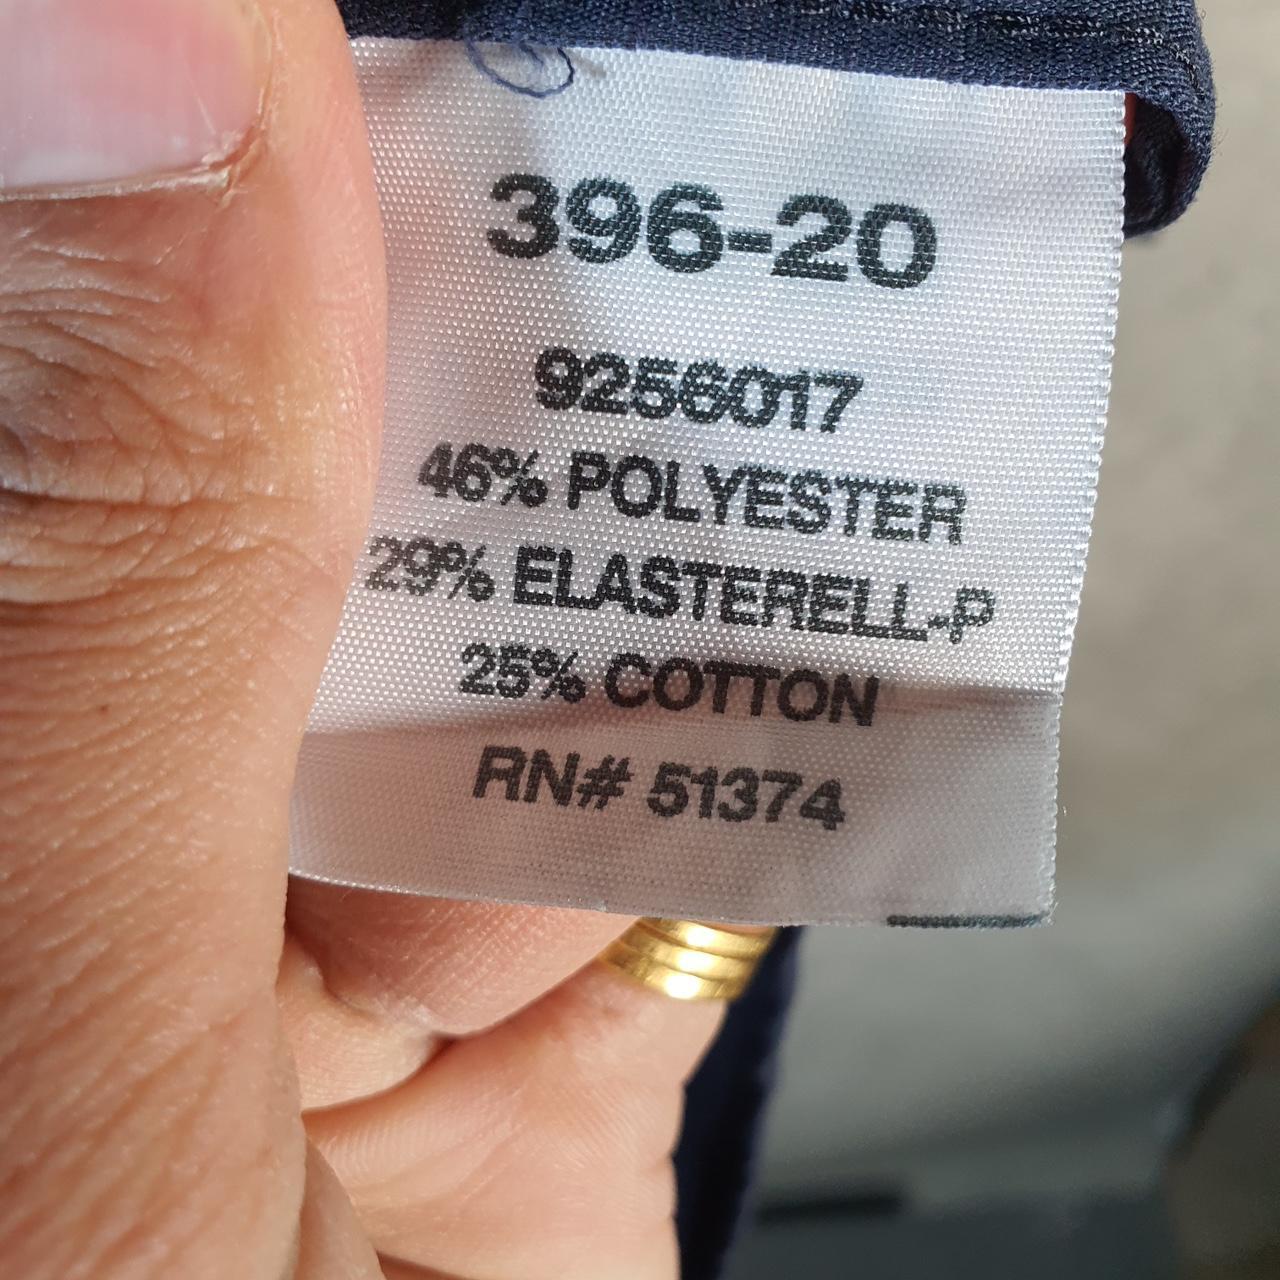 396-20
9256017
46% POLYESTER
29% ELASTERELL-P
25% COTTON
RN# 51374